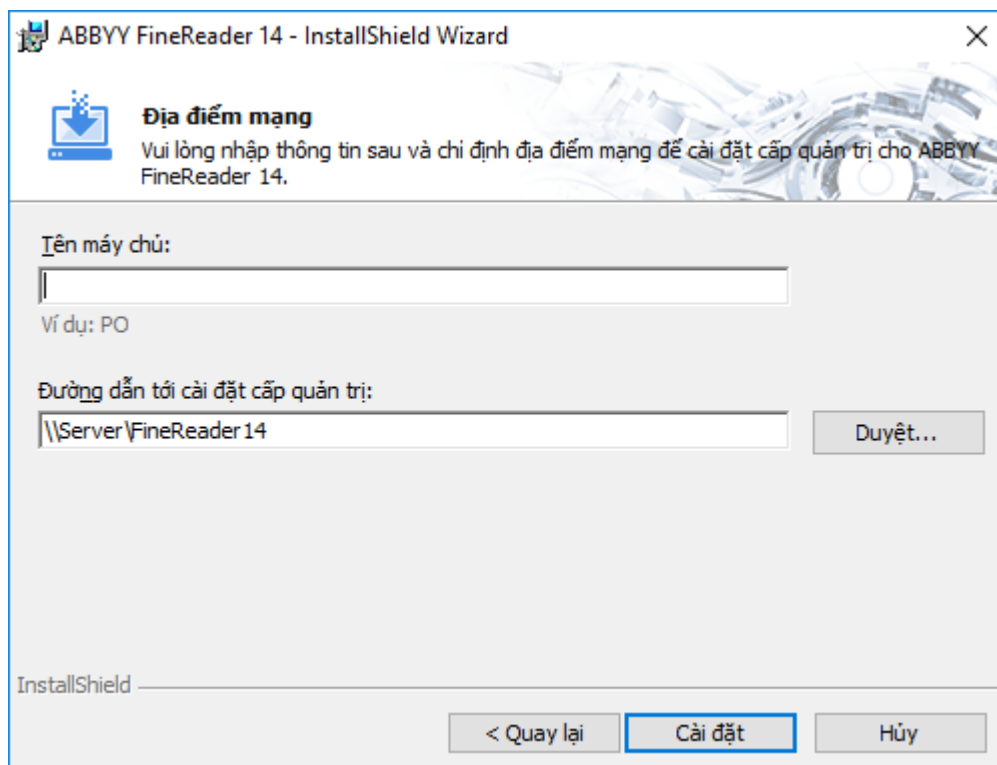 ABBYY FineReader 14 - InstallShield Wizard
Địa điểm mạng
Vui lòng nhập thông tin sau và chỉ định địa điểm mạng để cài đặt cấp quản trị cho ABBYY
FineReader 14.
Tên máy chủ:
Ví dụ: PO
Đường dẫn tới cài đặt cấp quản trị:
\\Server\FineReader14
Duyệt...
InstallShield
< Quay lại
Cài đặt
Hủy